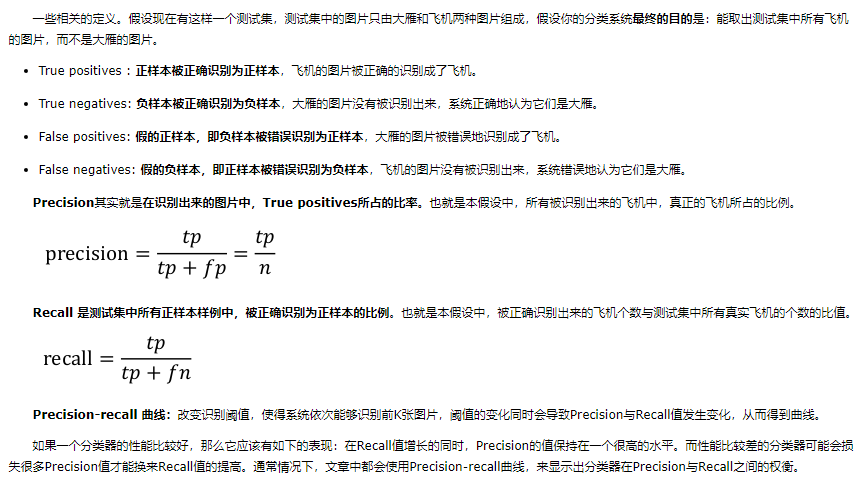 一些相关的定义。假设现在有这样一个测试集，测试集中的图片只由大雁和飞机两种图片组成，假设你的分类系统最终的目的是：能取出测试集中所有飞机
的图片，而不是大雁的图片。
• True positives : 正样本被正确识别为正样本，飞机的图片被正确的识别成了飞机。
• True negatives: 负样本被正确识别为负样本，大雁的图片没有被识别出来，系统正确地认为它们是大雁。
• False positives: 假的正样本，即负样本被错误识别为正样本，大雁的图片被错误地识别成了飞机。
• False negatives: 假的负样本，即正样本被错误识别为负样本，飞机的图片没有被识别出来，系统错误地认为它们是大雁。
Precision其实就是在识别出来的图片中，True positives所占的比率。也就是本假设中，所有被识别出来的飞机中，真正的飞机所占的比例。
precision = tp / (tp + fp) = tp / n
Recall 是测试集中所有正样本样例中，被正确识别为正样本的比例。也就是本假设中，被正确识别出来的飞机个数与测试集中所有真实飞机的个数的比值。
recall = tp / (tp + fn)
Precision-recall 曲线：改变识别阈值，使得系统依次能够识别前K张图片，阈值的变化同时会导致Precision与Recall值发生变化，从而得到曲线。
如果一个分类器的性能比较好，那么它应该有如下的表现：在Recall值增长的同时，Precision的值保持在一个很高的水平。而性能比较差的分类器可能会损
失很多Precision值才能换来Recall值的提高。通常情况下，文章中都会使用Precision-recall曲线，来显示出分类器在Precision与Recall之间的权衡。